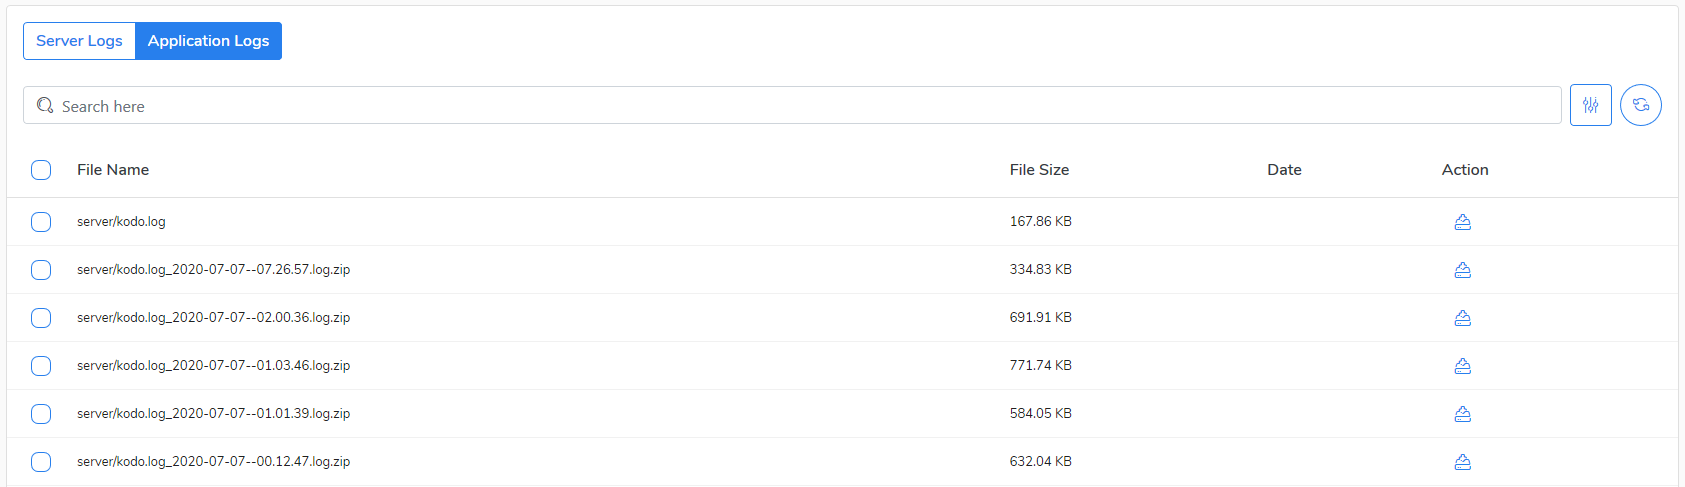 Server Logs Application Logs
Search here
File Name File Size Date Action
server/kodo.log 167.86 KB
server/kodo.log_2020-07-07--07.26.57.log.zip 334.83 KB
server/kodo.log_2020-07-07--02.00.36.log.zip 691.91 KB
server/kodo.log_2020-07-07--01.03.46.log.zip 771.74 KB
server/kodo.log_2020-07-07--01.01.39.log.zip 584.05 KB
server/kodo.log_2020-07-07--00.12.47.log.zip 632.04 KB